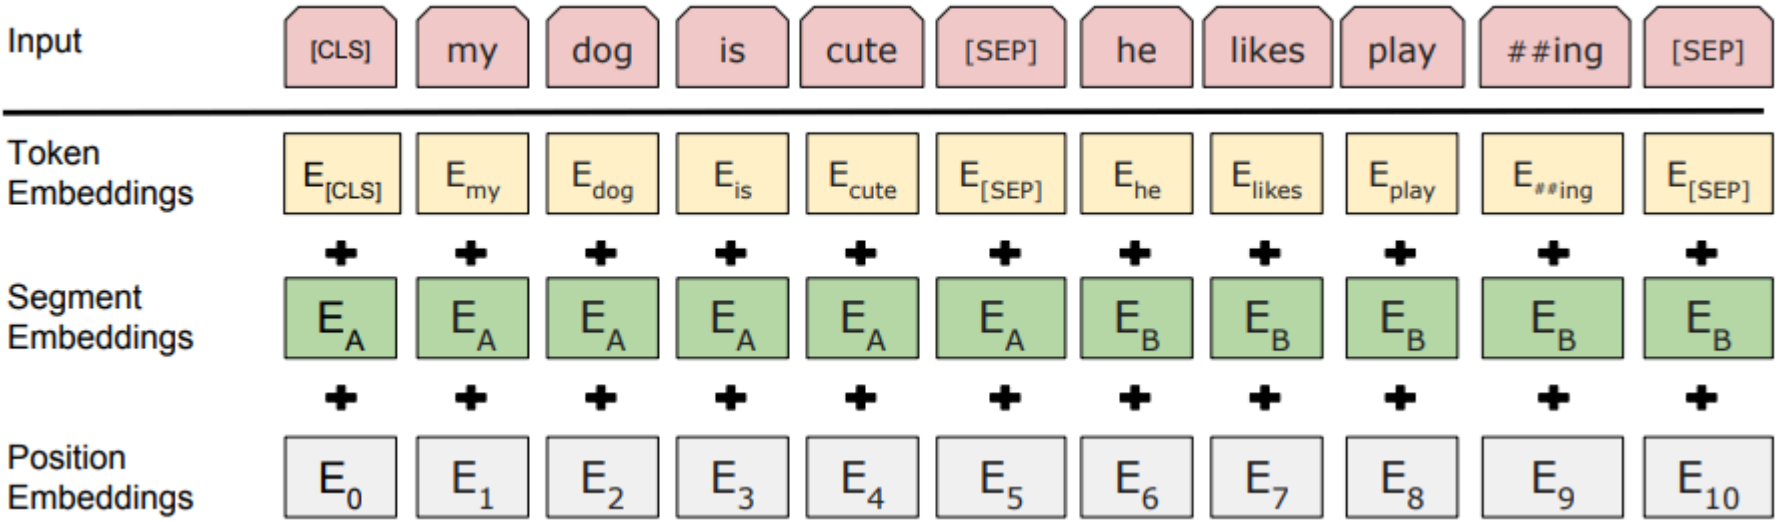 Input [CLS] my dog is cute [SEP] he likes play ##ing [SEP]
Token Embeddings E[CLS] Emy Edog Eis Ecute E[SEP] Ehe Elikes Eplay E##ing E[SEP]
+ + + + + + + + + + +
Segment Embeddings EA EA EA EA EA EA EB EB EB EB EB
+ + + + + + + + + + +
Position Embeddings E0 E1 E2 E3 E4 E5 E6 E7 E8 E9 E10